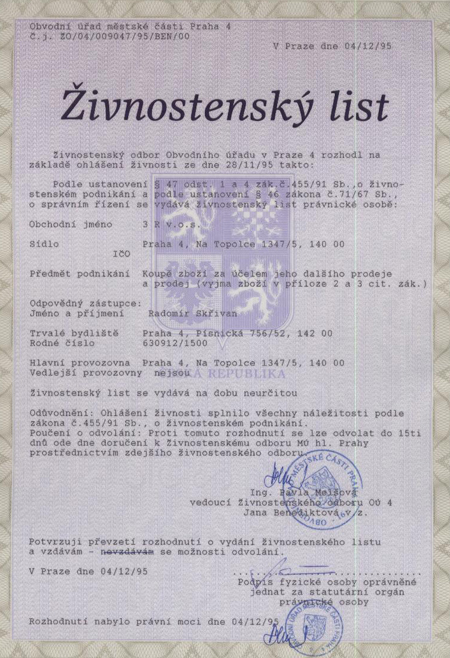 Obvodní úřad městské části Praha 4
Č.j. ŽO/04/009047/95/BEN/00
V Praze dne 04/12/95
Živnostenský list
Živnostenský odbor Obvodního úřadu v Praze 4 rozhodl na
základě ohlášení živnosti ze dne 28/11/95 takto:
Podle ustanovení § 47 odst. 1 a 4 zák.č.455/91 Sb., o živno-
stenském podnikání a podle ustanovení § 46 zákona č.71/67 Sb.,
o správním řízení se vydává živnostenský list právnické osobě:
Obchodní jméno 3 R v.o.s.
Sídlo Praha 4, Na Topolce 1347/5, 140 00
IČO
Předmět podnikání Koupě zboží za účelem jeho dalšího prodeje
a prodej (vyjma zboží v příloze 2 a 3 cit. zák.)
Odpovědný zástupce:
Jméno a příjmení Radomír Skřivan
Trvalé bydliště Praha 4, Písnická 756/52, 142 00
Rodné číslo 630912/1500
Hlavní provozovna Praha 4, Na Topolce 1347/5, 140 00
Vedlejší provozovny nejsou
ČESKÁ REPUBLIKA
Živnostenský list se vydává na dobu neurčitou
Odůvodnění: Ohlášení živnosti splnilo všechny náležitosti podle
zákona č.455/91 Sb., o živnostenském podnikání.
Poučení o odvolání: Proti tomuto rozhodnutí se lze odvolat do 15ti
dnů ode dne doručení k Živnostenskému odboru MÚ hl. Prahy
prostřednictvím zdejšího živnostenského odboru.
Ing. Pavla Melšová
vedoucí Živnostenského odboru OÚ 4
Jana Benediktová v z.
Potvrzuji převzetí rozhodnutí o vydání živnostenského listu
a vzdávám - nevzdávám se možnosti odvolání.
V Praze dne 04/12/95
Podpis fyzické osoby oprávněné
jednat za statutární orgán
právnické osoby
Rozhodnutí nabylo právní moci dne 04/12/95